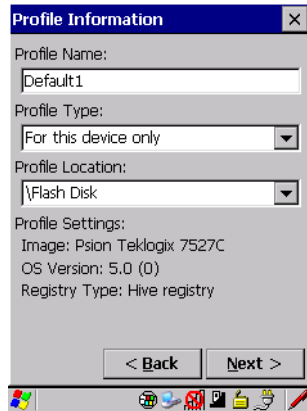 Profile Information
Profile Name:
Default1
Profile Type:
For this device only
Profile Location:
\Flash Disk
Profile Settings:
Image: Psion Teklogix 7527C
OS Version: 5.0 (0)
Registry Type: Hive registry
< Back Next >